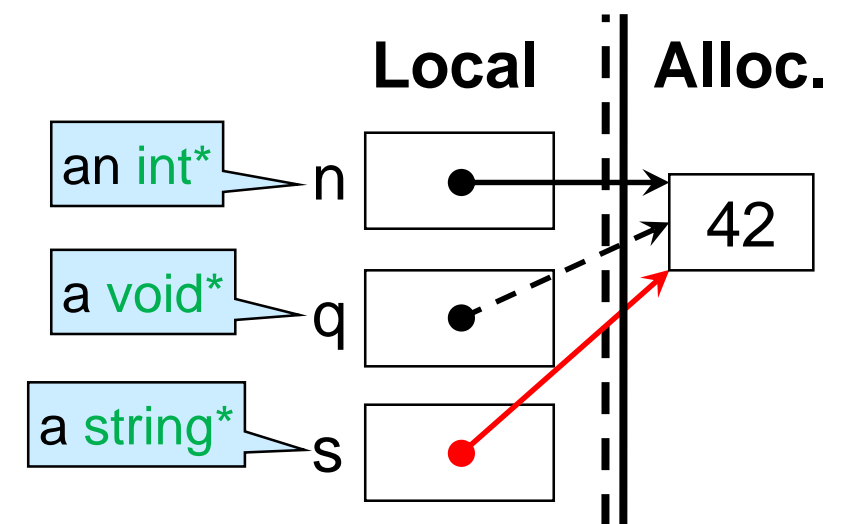 Local Alloc.
an int* n
42
a void* q
a string* s